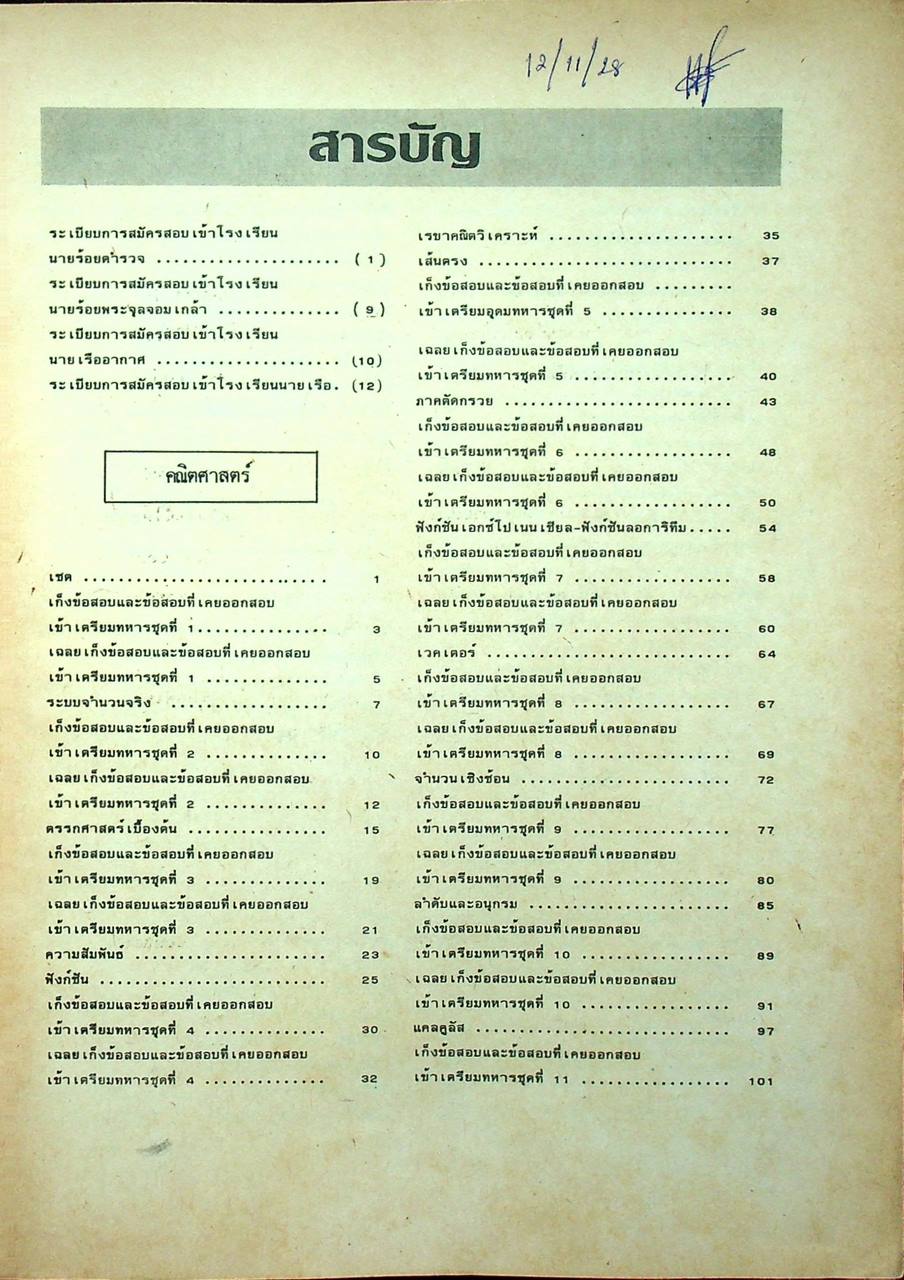 12/11/28
สารบัญ
ระเบียบการสมัครสอบเข้าโรงเรียน
นายร้อยตำรวจ ..................... ( 1 )
ระเบียบการสมัครสอบเข้าโรงเรียน
นายร้อยพระจุลจอมเกล้า .............. ( 9 )
ระเบียบการสมัครสอบเข้าโรงเรียน
นายเรืออากาศ ..................... (10)
ระเบียบการสมัครสอบเข้าโรงเรียนนายเรือ. (12)
คณิตศาสตร์
เซต ............................ 1
เก็งข้อสอบและข้อสอบที่เคยออกสอบ
เข้าเตรียมทหารชุดที่ 1............... 3
เฉลยเก็งข้อสอบและข้อสอบที่เคยออกสอบ
เข้าเตรียมทหารชุดที่ 1 .............. 5
ระบบจำนวนจริง .................. 7
เก็งข้อสอบและข้อสอบที่เคยออกสอบ
เข้าเตรียมทหารชุดที่ 2 .............. 10
เฉลยเก็งข้อสอบและข้อสอบที่เคยออกสอบ
เข้าเตรียมทหารชุดที่ 2 .............. 12
ตรรกศาสตร์เบื้องต้น ................ 15
เก็งข้อสอบและข้อสอบที่เคยออกสอบ
เข้าเตรียมทหารชุดที่ 3 .............. 19
เฉลยเก็งข้อสอบและข้อสอบที่เคยออกสอบ
เข้าเตรียมทหารชุดที่ 3 .............. 21
ความสัมพันธ์ ...................... 23
ฟังก์ชัน .......................... 25
เก็งข้อสอบและข้อสอบที่เคยออกสอบ
เข้าเตรียมทหารชุดที่ 4 .............. 30
เฉลยเก็งข้อสอบและข้อสอบที่เคยออกสอบ
เข้าเตรียมทหารชุดที่ 4 .............. 32
เรขาคณิตวิเคราะห์ ..................... 35
เส้นตรง ............................. 37
เก็งข้อสอบและข้อสอบที่เคยออกสอบ .........
เข้าเตรียมอุดมทหารชุดที่ 5 ............... 38
เฉลยเก็งข้อสอบและข้อสอบที่เคยออกสอบ
เข้าเตรียมทหารชุดที่ 5 .................. 40
ภาคตัดกรวย .......................... 43
เก็งข้อสอบและข้อสอบที่เคยออกสอบ
เข้าเตรียมทหารชุดที่ 6 .................. 48
เฉลยเก็งข้อสอบและข้อสอบที่เคยออกสอบ
เข้าเตรียมทหารชุดที่ 6 .................. 50
ฟังก์ชันเอกซ์โปเนนเชียล-ฟังก์ชันลอการิทึม..... 54
เก็งข้อสอบและข้อสอบที่เคยออกสอบ
เข้าเตรียมทหารชุดที่ 7 .................. 58
เฉลยเก็งข้อสอบและข้อสอบที่เคยออกสอบ
เข้าเตรียมทหารชุดที่ 7 .................. 60
เวคเตอร์ ............................ 64
เก็งข้อสอบและข้อสอบที่เคยออกสอบ
เข้าเตรียมทหารชุดที่ 8 .................. 67
เฉลยเก็งข้อสอบและข้อสอบที่เคยออกสอบ
เข้าเตรียมทหารชุดที่ 8 .................. 69
จำนวนเชิงซ้อน ........................ 72
เก็งข้อสอบและข้อสอบที่เคยออกสอบ
เข้าเตรียมทหารชุดที่ 9 .................. 77
เฉลยเก็งข้อสอบและข้อสอบที่เคยออกสอบ
เข้าเตรียมทหารชุดที่ 9 .................. 80
ลำดับและอนุกรม ....................... 85
เก็งข้อสอบและข้อสอบที่เคยออกสอบ
เข้าเตรียมทหารชุดที่ 10 ................. 89
เฉลยเก็งข้อสอบและข้อสอบที่เคยออกสอบ
เข้าเตรียมทหารชุดที่ 10 ................. 91
แคลคูลัส ............................. 97
เก็งข้อสอบและข้อสอบที่เคยออกสอบ
เข้าเตรียมทหารชุดที่ 11 ................. 101